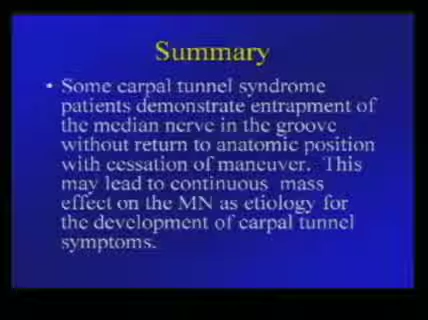 Summary
• Some carpal tunnel syndrome
patients demonstrate entrapment of
the median nerve in the groove
without return to anatomic position
with cessation of maneuver. This
may lead to continuous mass
effect on the MN as etiology for
the development of carpal tunnel
symptoms.